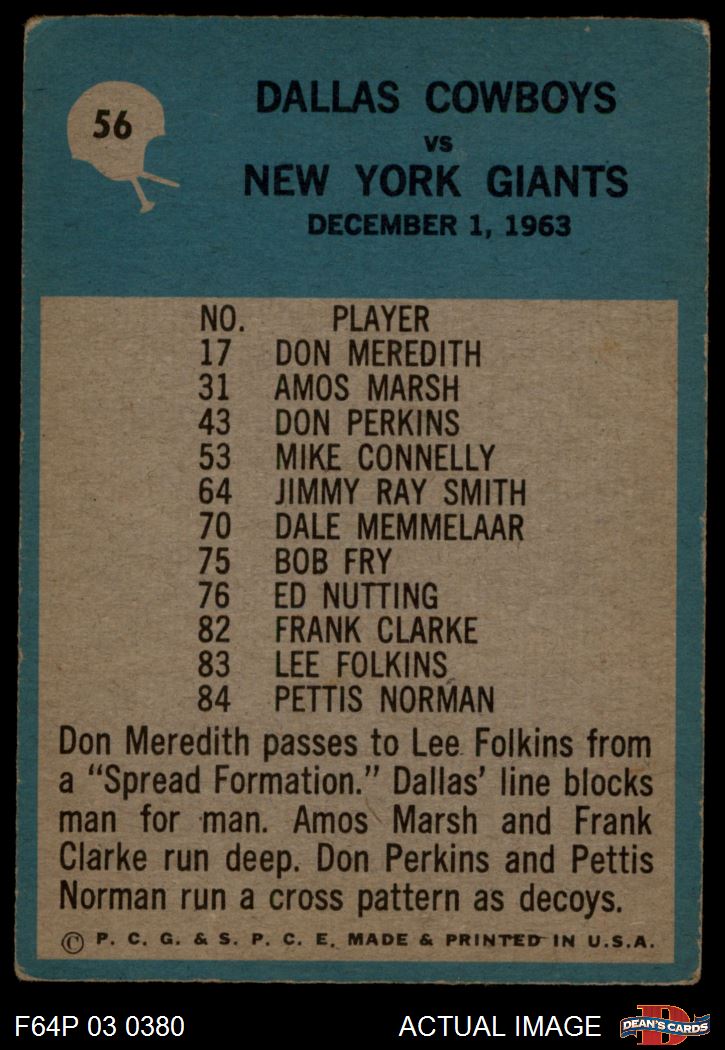 56
DALLAS COWBOYS
VS
NEW YORK GIANTS
DECEMBER 1, 1963
NO. PLAYER
17 DON MEREDITH
31 AMOS MARSH
43 DON PERKINS
53 MIKE CONNELLY
64 JIMMY RAY SMITH
70 DALE MEMMELAAR
75 BOB FRY
76 ED NUTTING
82 FRANK CLARKE
83 LEE FOLKINS
84 PETTIS NORMAN
Don Meredith passes to Lee Folkins from
a “Spread Formation.” Dallas’ line blocks
man for man. Amos Marsh and Frank
Clarke run deep. Don Perkins and Pettis
Norman run a cross pattern as decoys.
© P. C. G. & S. P. C. E. MADE & PRINTED IN U.S.A.
F64P 03 0380 ACTUAL IMAGE
D
DEAN'S CARDS